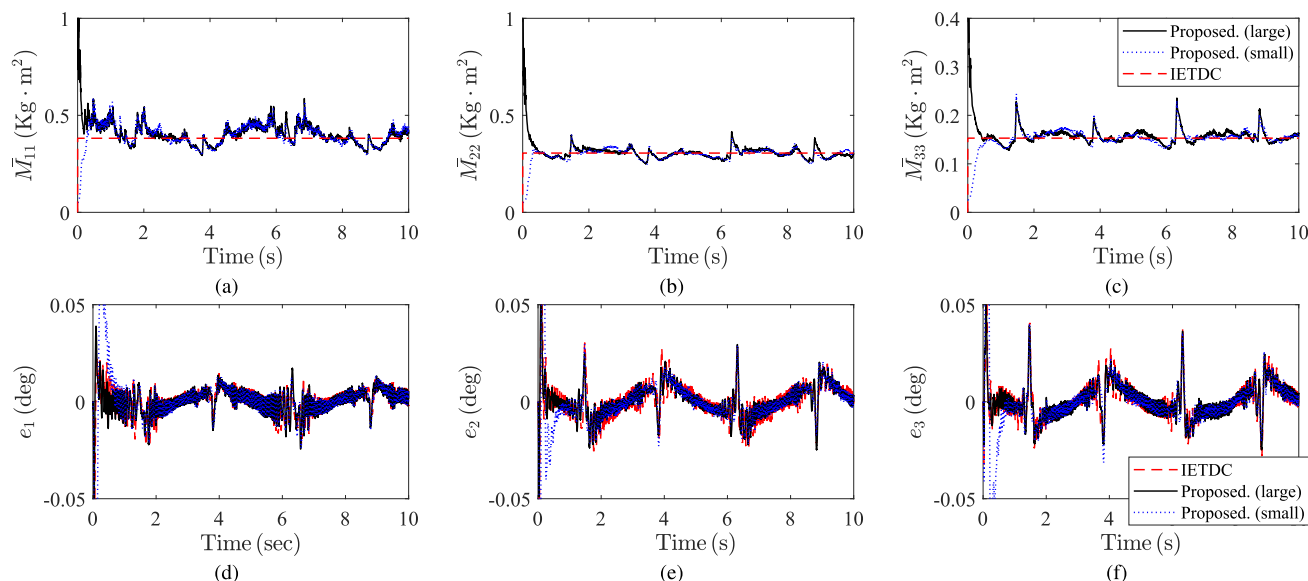 1
0.5
0
0 2 4 6 8 10
M̄₁₁ (Kg · m²)
Time (s)
(a)
1
0.5
0
0 2 4 6 8 10
M̄₂₂ (Kg · m²)
Time (s)
(b)
0.4
0.3
0.2
0.1
0
0 2 4 6 8 10
M̄₃₃ (Kg · m²)
Time (s)
Proposed. (large)
Proposed. (small)
IETDC
(c)
0.05
0
-0.05
0 2 4 6 8 10
e₁ (deg)
Time (sec)
(d)
0.05
0
-0.05
0 2 4 6 8 10
e₂ (deg)
Time (s)
(e)
0.05
0
-0.05
0 2 4 6
e₃ (deg)
Time (s)
IETDC
Proposed. (large)
Proposed. (small)
(f)